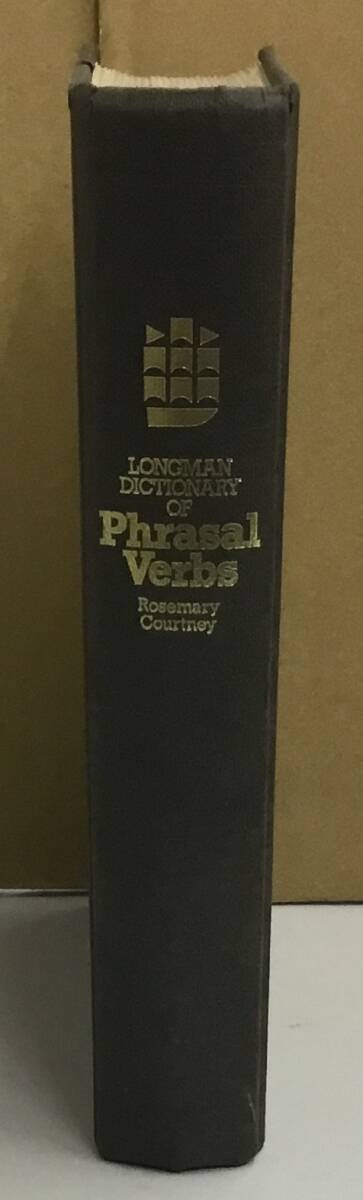 LONGMAN
DICTIONARY
OF
Phrasal
Verbs
Rosemary
Courtney